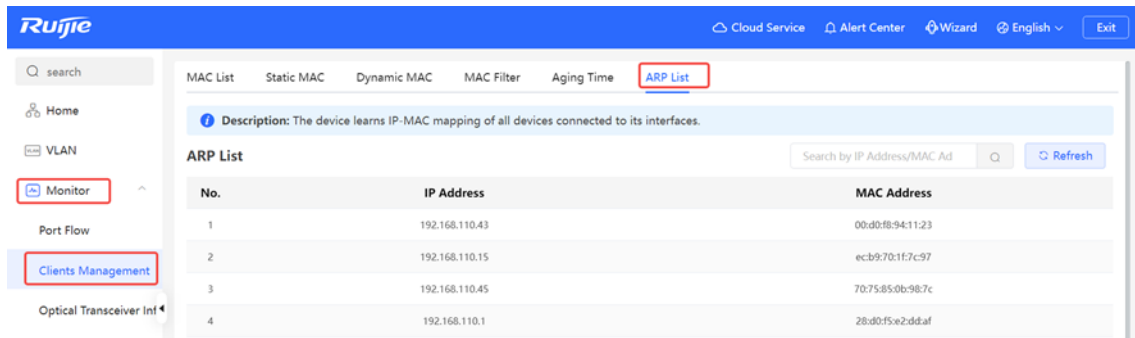 Ruijie
Cloud Service Alert Center Wizard English Exit
search
Home
VLAN
Monitor
Port Flow
Clients Management
Optical Transceiver Inf
MAC List Static MAC Dynamic MAC MAC Filter Aging Time ARP List
Description: The device learns IP-MAC mapping of all devices connected to its interfaces.
ARP List Search by IP Address/MAC Ad Refresh
No. IP Address MAC Address
1 192.168.110.43 00:d0:f8:94:11:23
2 192.168.110.15 ec:b9:70:1f:7c:97
3 192.168.110.45 70:75:85:0b:98:7c
4 192.168.110.1 28:d0:f5:e2:dd:af